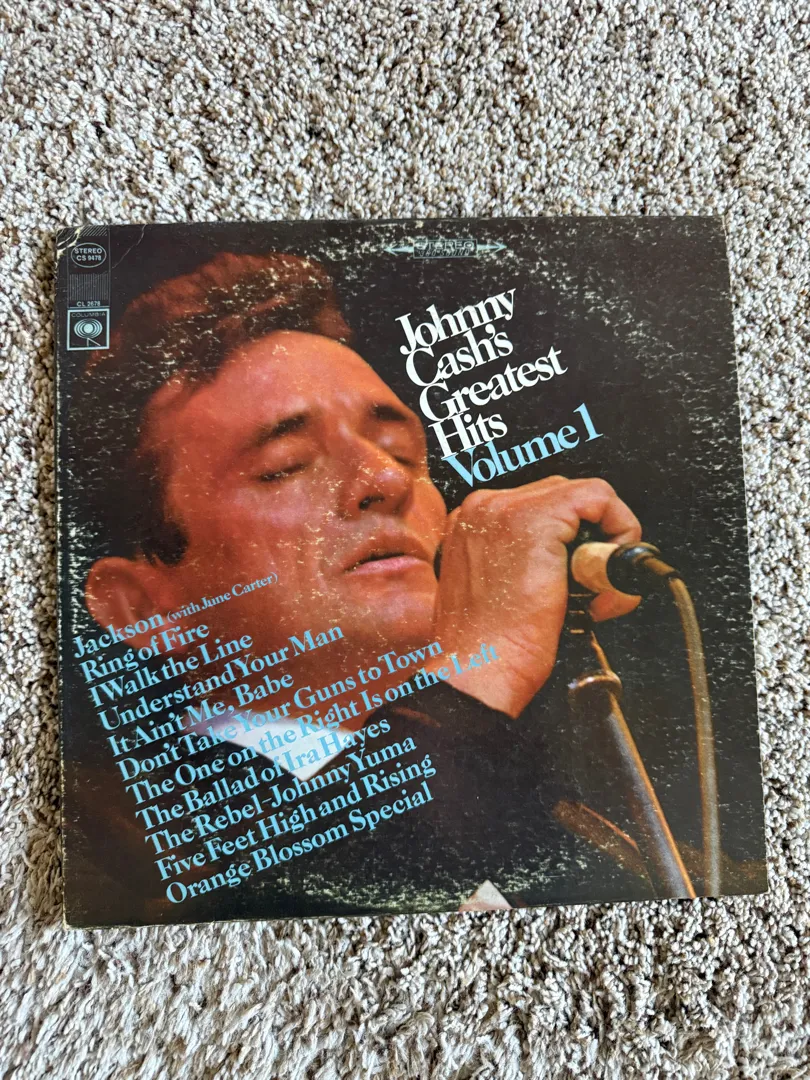 STEREO
CS 9478
CL 2678
COLUMBIA
STEREO
Johnny
Cash's
Greatest
Hits
Volume 1
Jackson (with June Carter)
Ring of Fire
I Walk the Line
Understand Your Man
It Ain't Me, Babe
Don't Take Your Guns to Town
The One on the Right Is on the Left
The Ballad of Ira Hayes
The Rebel-Johnny Yuma
Five Feet High and Rising
Orange Blossom Special